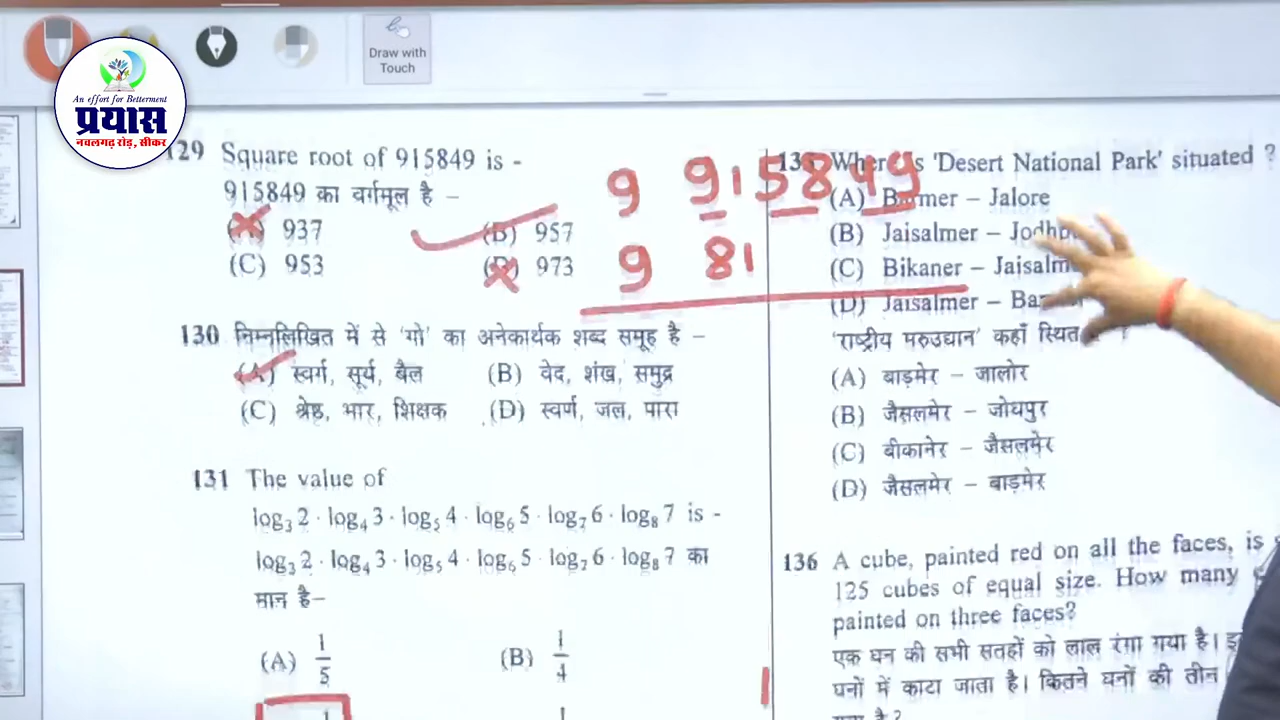 Draw with
Touch
An effort for Betterment
प्रयास
नवलगढ़ रोड़, सीकर
129 Square root of 915849 is -
915849 का वर्गमूल है –
(A) 937 (B) 957
(C) 953 (D) 973
9 915849
9 81
130 निम्नलिखित में से 'गो' का अनेकार्थक शब्द समूह है –
(A) स्वर्ग, सूर्य, बैल (B) वेद, शंख, समुद्र
(C) श्रेष्ठ, भार, शिक्षक (D) स्वर्ण, जल, पारा
131 The value of
log₃ 2 · log₄ 3 · log₅ 4 · log₆ 5 · log₇ 6 · log₈ 7 is -
log₃ 2 · log₄ 3 · log₅ 4 · log₆ 5 · log₇ 6 · log₈ 7 का
मान है–
(A) 1/5 (B) 1/4
1 1
'Desert National Park' situated ?
(A) Barmer – Jalore
(B) Jaisalmer –
(C) Bikaner –
(D) Jaisalmer –
'राष्ट्रीय मरुउद्यान' कहाँ स्थित
(A) बाड़मेर – जालोर
(B) जैसलमेर – जोधपुर
(C) बीकानेर – जैसलमेर
(D) जैसलमेर – बाड़मेर
136 A cube, painted red on all the faces, is
125 cubes of equal size. How many
painted on three faces?
एक घन की सभी सतहों को लाल रंगा गया है।
घनों में काटा जाता है। कितने घनों की तीन
गया है?